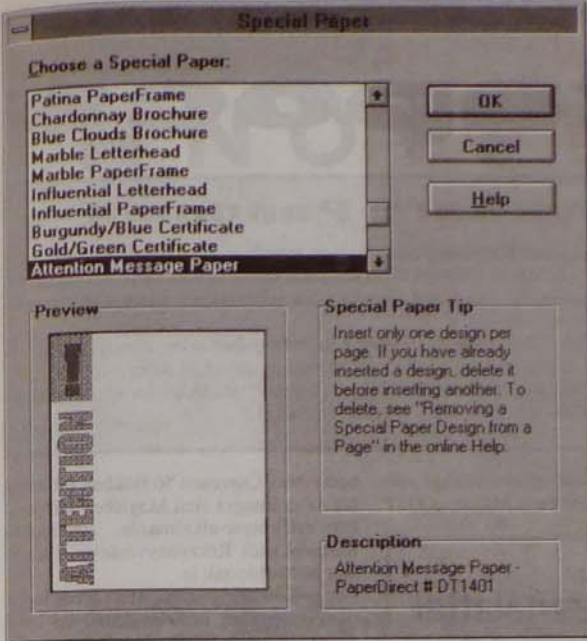 Special Paper
Choose a Special Paper:
Patina PaperFrame
Chardonnay Brochure
Blue Clouds Brochure
Marble Letterhead
Marble PaperFrame
Influential Letterhead
Influential PaperFrame
Burgundy/Blue Certificate
Gold/Green Certificate
Attention Message Paper
OK
Cancel
Help
Preview
ATTENTION !
Special Paper Tip
Insert only one design per
page. If you have already
inserted a design, delete it
before inserting another. To
delete, see "Removing a
Special Paper Design from a
Page" in the online Help.
Description
Attention Message Paper -
PaperDirect # DT1401